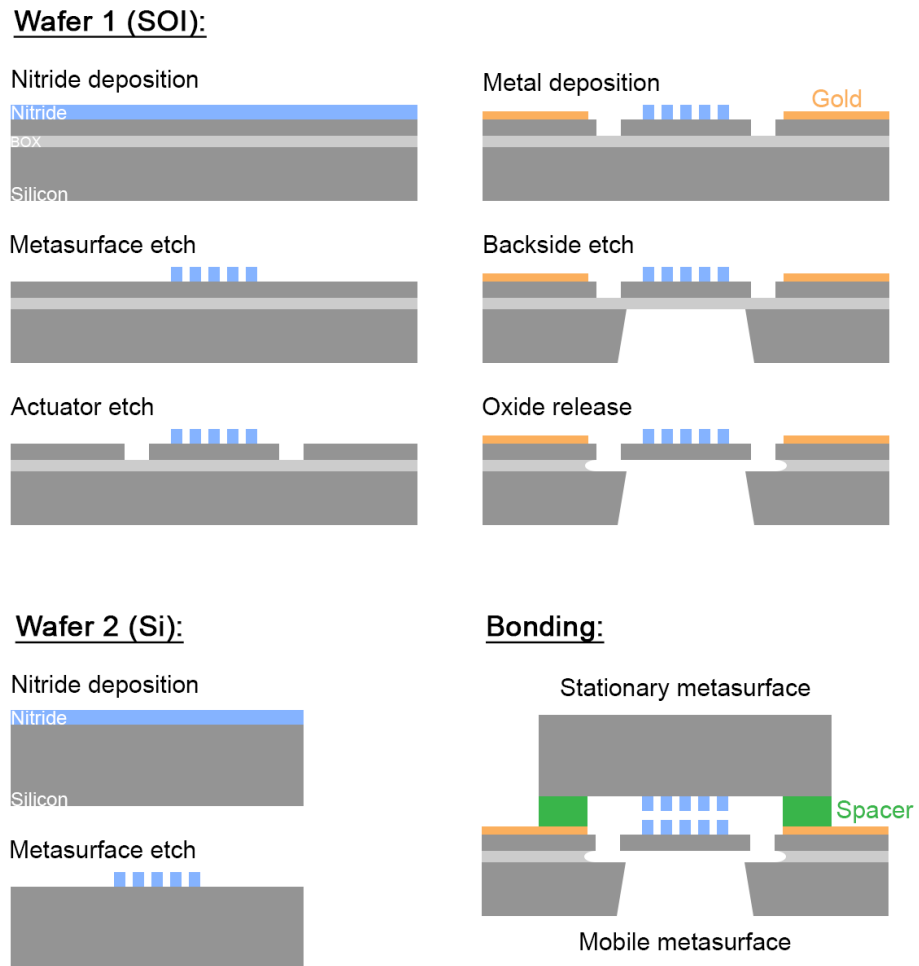 Wafer 1 (SOI):
Nitride deposition
Nitride
BOX
Silicon
Metasurface etch
Actuator etch
Metal deposition
Gold
Backside etch
Oxide release
Wafer 2 (Si):
Nitride deposition
Nitride
Silicon
Metasurface etch
Bonding:
Stationary metasurface
Spacer
Mobile metasurface